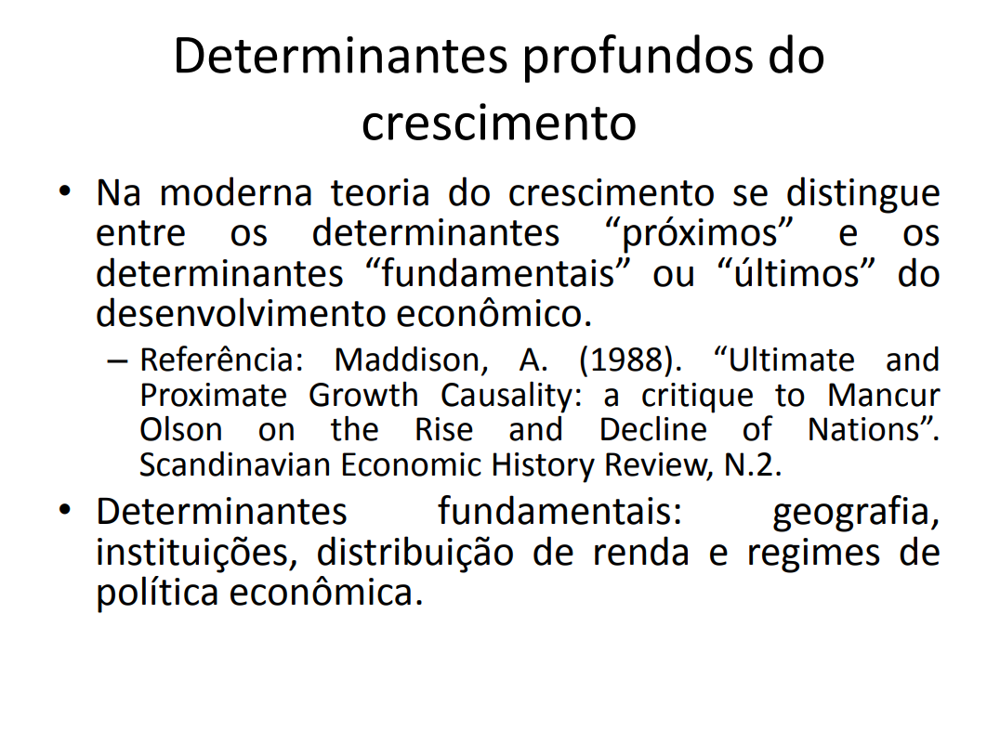 Determinantes profundos do
crescimento
• Na moderna teoria do crescimento se distingue
entre os determinantes “próximos” e os
determinantes “fundamentais” ou “últimos” do
desenvolvimento econômico.
– Referência: Maddison, A. (1988). “Ultimate and
Proximate Growth Causality: a critique to Mancur
Olson on the Rise and Decline of Nations”.
Scandinavian Economic History Review, N.2.
• Determinantes fundamentais: geografia,
instituições, distribuição de renda e regimes de
política econômica.